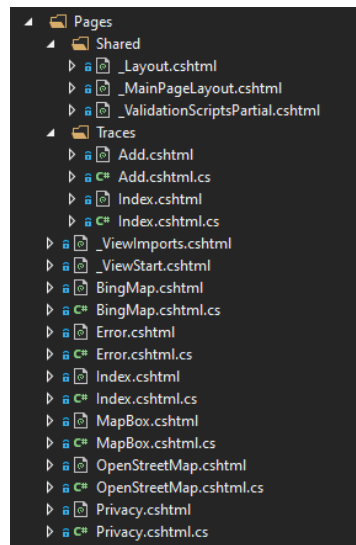 Pages
Shared
_Layout.cshtml
_MainPageLayout.cshtml
_ValidationScriptsPartial.cshtml
Traces
Add.cshtml
C# Add.cshtml.cs
Index.cshtml
C# Index.cshtml.cs
_ViewImports.cshtml
_ViewStart.cshtml
BingMap.cshtml
C# BingMap.cshtml.cs
Error.cshtml
C# Error.cshtml.cs
Index.cshtml
C# Index.cshtml.cs
MapBox.cshtml
C# MapBox.cshtml.cs
OpenStreetMap.cshtml
C# OpenStreetMap.cshtml.cs
Privacy.cshtml
C# Privacy.cshtml.cs